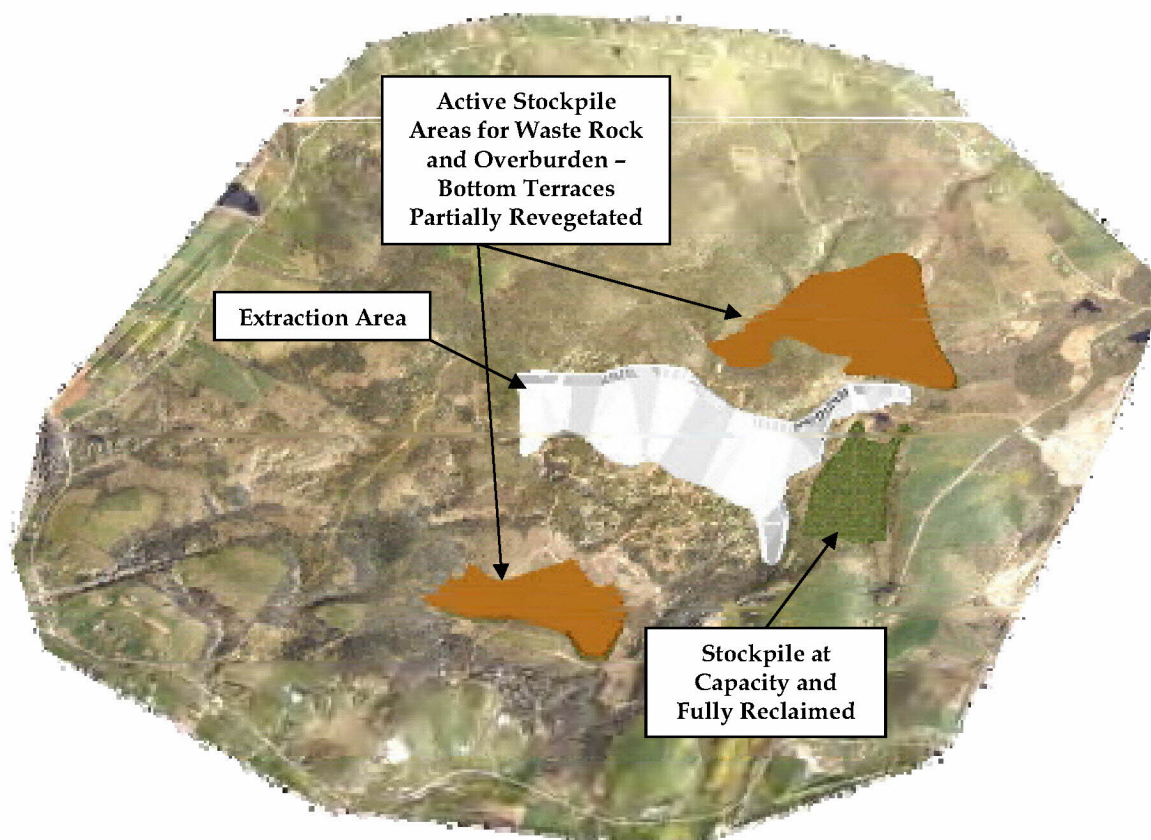 Active Stockpile
Areas for Waste Rock
and Overburden –
Bottom Terraces
Partially Revegetated
Extraction Area
Stockpile at
Capacity and
Fully Reclaimed